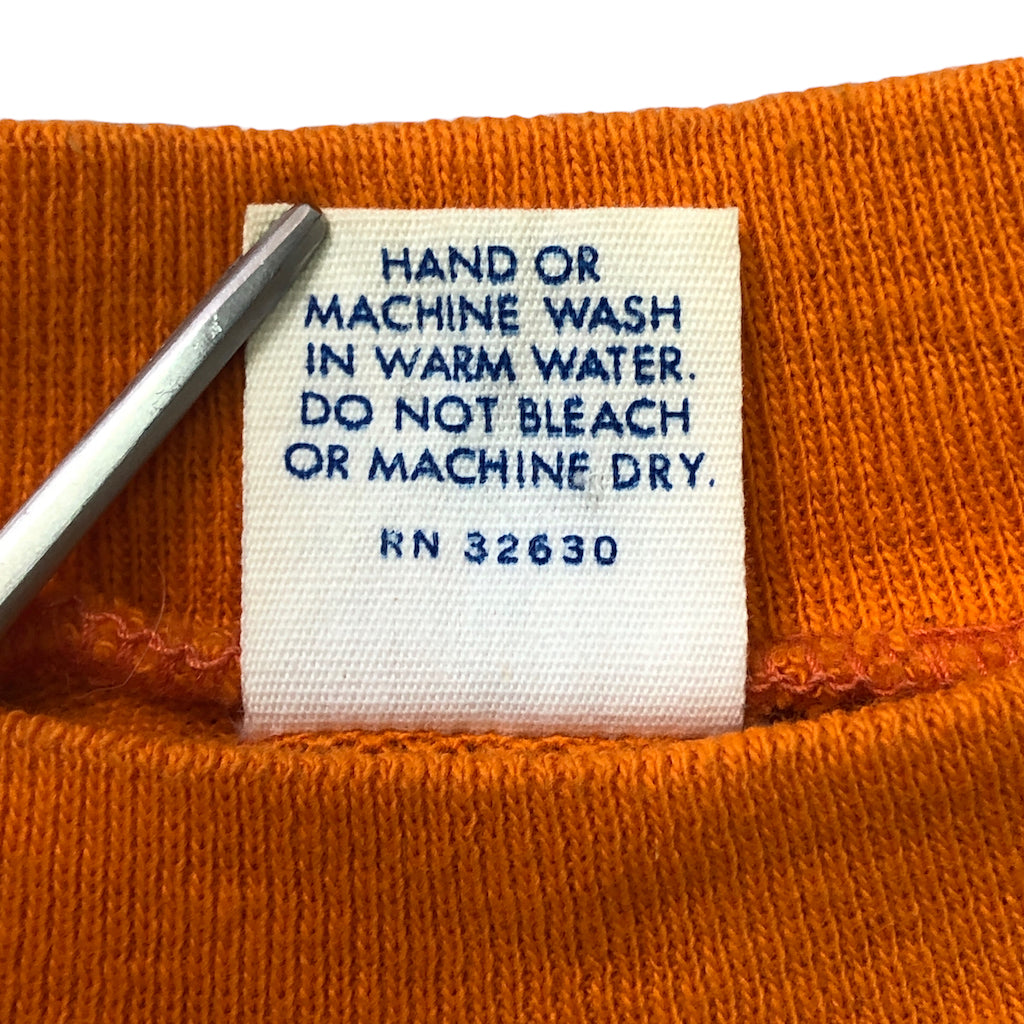 HAND OR
MACHINE WASH
IN WARM WATER.
DO NOT BLEACH
OR MACHINE DRY.
RN 32630